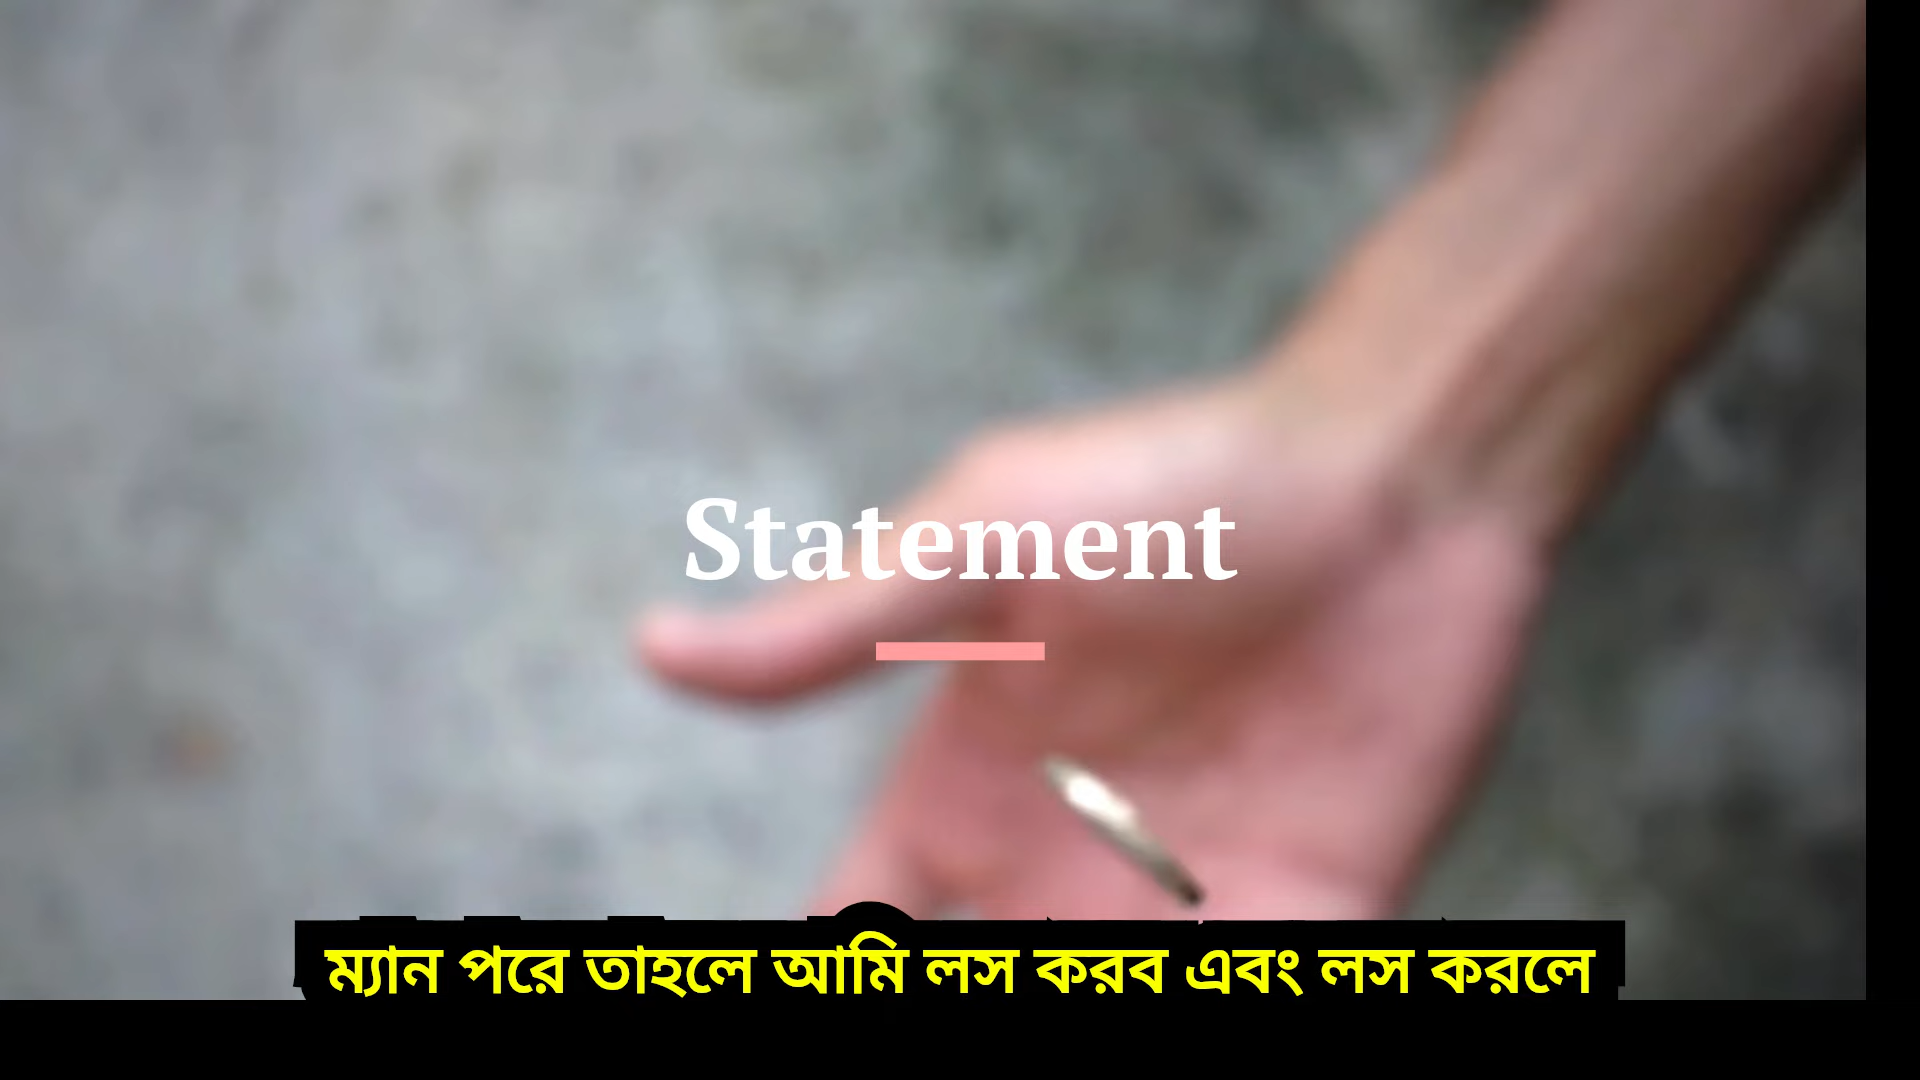 Statement
ম্যান পরে তাহলে আমি লস করব এবং লস করলে